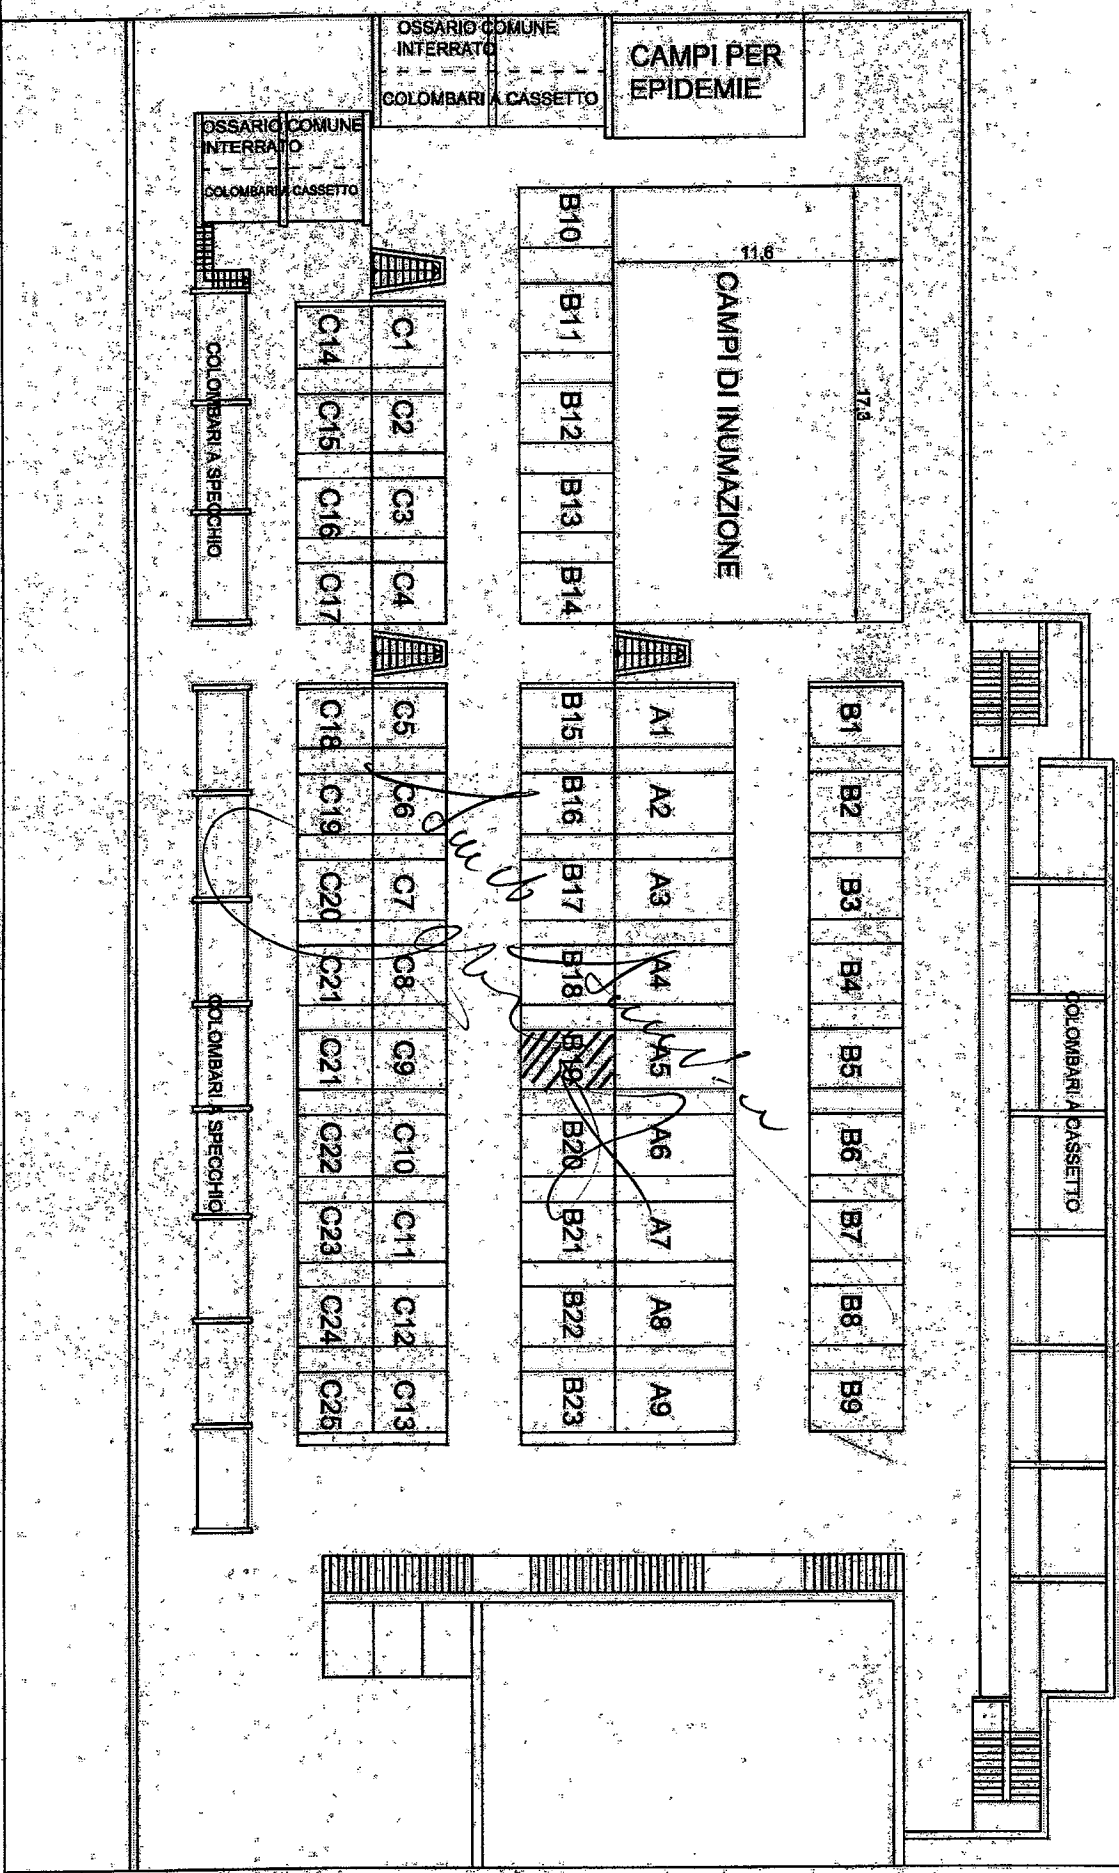 OSSARIO COMUNE
INTERRATO
COLOMBARI A CASSETTO
CAMPI PER
EPIDEMIE
OSSARIO COMUNE
INTERRATO
COLOMBARI A CASSETTO
11,6
17,3
CAMPI DI INUMAZIONE
B10
B11
B12
B13
B14
C1
C2
C3
C4
C14
C15
C16
C17
COLOMBARI A SPECCHIO
B1
B2
B3
B4
B5
B6
B7
B8
B9
A1
A2
A3
A4
A5
A6
A7
A8
A9
B15
B16
B17
B18
B19
B20
B21
B22
B23
C5
C6
C7
C8
C9
C10
C11
C12
C13
C18
C19
C20
C21
C21
C22
C23
C24
C25
COLOMBARI A SPECCHIO
COLOMBARI A CASSETTO